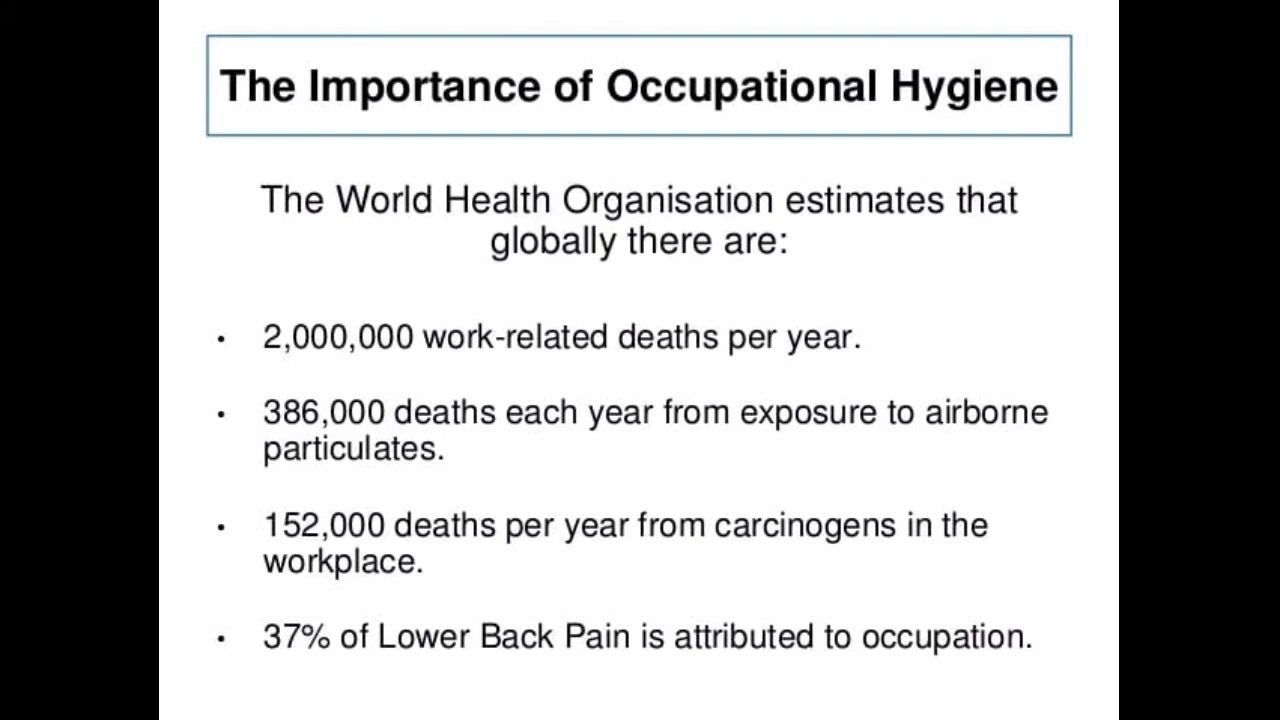 The Importance of Occupational Hygiene
The World Health Organisation estimates that
globally there are:
• 2,000,000 work-related deaths per year.
• 386,000 deaths each year from exposure to airborne
particulates.
• 152,000 deaths per year from carcinogens in the
workplace.
• 37% of Lower Back Pain is attributed to occupation.